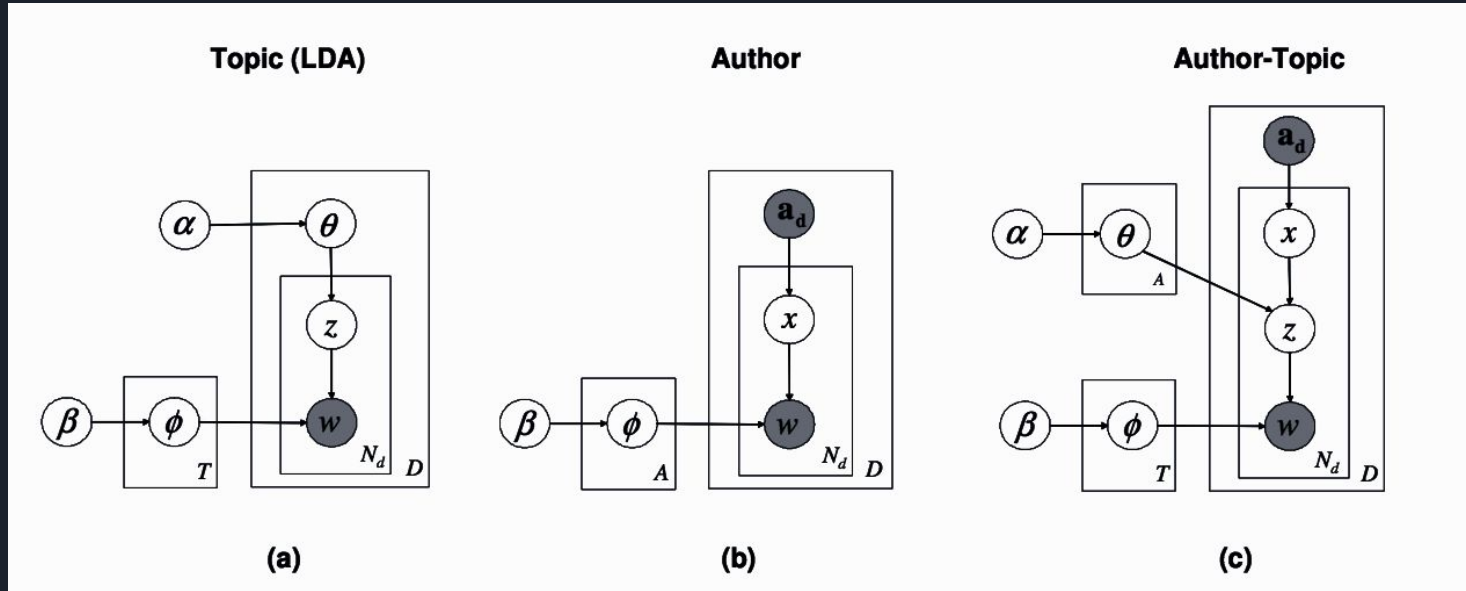 Topic (LDA)
α
θ
z
β
ϕ
w
T
N_d
D
(a)
Author
a_d
x
β
ϕ
w
A
N_d
D
(b)
Author-Topic
a_d
α
θ
x
A
z
β
ϕ
w
T
N_d
D
(c)